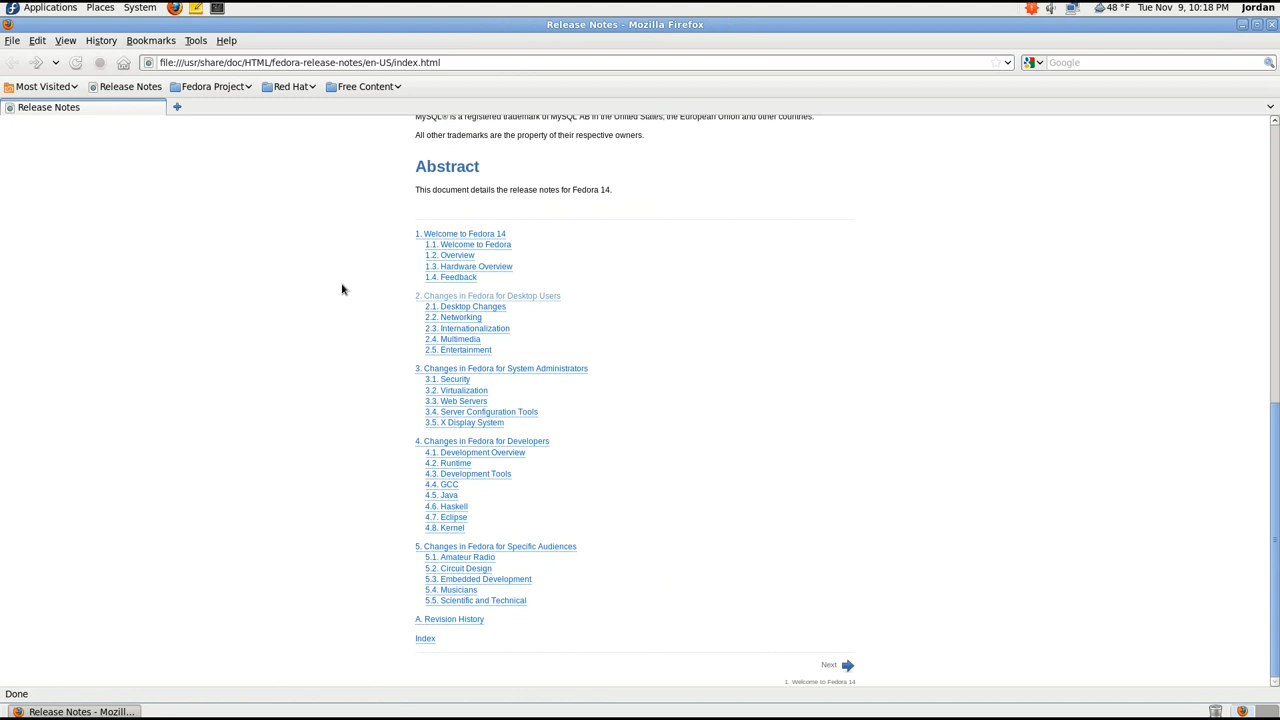 Applications Places System 48 °F Tue Nov 9, 10:18 PM Jordan
Release Notes - Mozilla Firefox
File Edit View History Bookmarks Tools Help
file:///usr/share/doc/HTML/fedora-release-notes/en-US/index.html Google
Most Visited Release Notes Fedora Project Red Hat Free Content
Release Notes
MySQL® is a registered trademark of MySQL AB in the United States, the European Union and other countries.
All other trademarks are the property of their respective owners.
Abstract
This document details the release notes for Fedora 14.
1. Welcome to Fedora 14
1.1. Welcome to Fedora
1.2. Overview
1.3. Hardware Overview
1.4. Feedback
2. Changes in Fedora for Desktop Users
2.1. Desktop Changes
2.2. Networking
2.3. Internationalization
2.4. Multimedia
2.5. Entertainment
3. Changes in Fedora for System Administrators
3.1. Security
3.2. Virtualization
3.3. Web Servers
3.4. Server Configuration Tools
3.5. X Display System
4. Changes in Fedora for Developers
4.1. Development Overview
4.2. Runtime
4.3. Development Tools
4.4. GCC
4.5. Java
4.6. Haskell
4.7. Eclipse
4.8. Kernel
5. Changes in Fedora for Specific Audiences
5.1. Amateur Radio
5.2. Circuit Design
5.3. Embedded Development
5.4. Musicians
5.5. Scientific and Technical
A. Revision History
Index
Next
1. Welcome to Fedora 14
Done
Release Notes - Mozill...